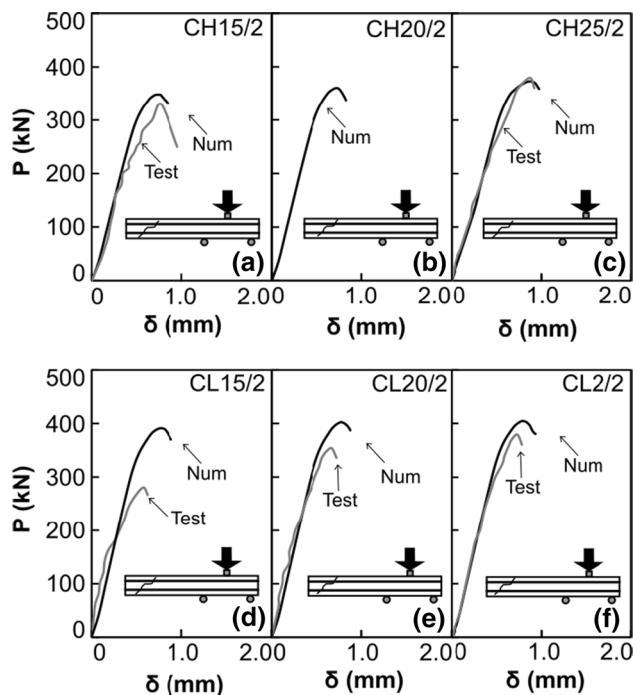 500
400
300
200
100
0
P (kN)
CH15/2
Num
Test
(a)
0
1.0
2.0
δ (mm)
CH20/2
Num
(b)
0
1.0
2.0
δ (mm)
CH25/2
Num
Test
(c)
0
1.0
2.0
δ (mm)
500
400
300
200
100
0
P (kN)
CL15/2
Num
Test
(d)
0
1.0
2.0
δ (mm)
CL20/2
Num
Test
(e)
0
1.0
2.0
δ (mm)
CL2/2
Num
Test
(f)
0
1.0
2.0
δ (mm)